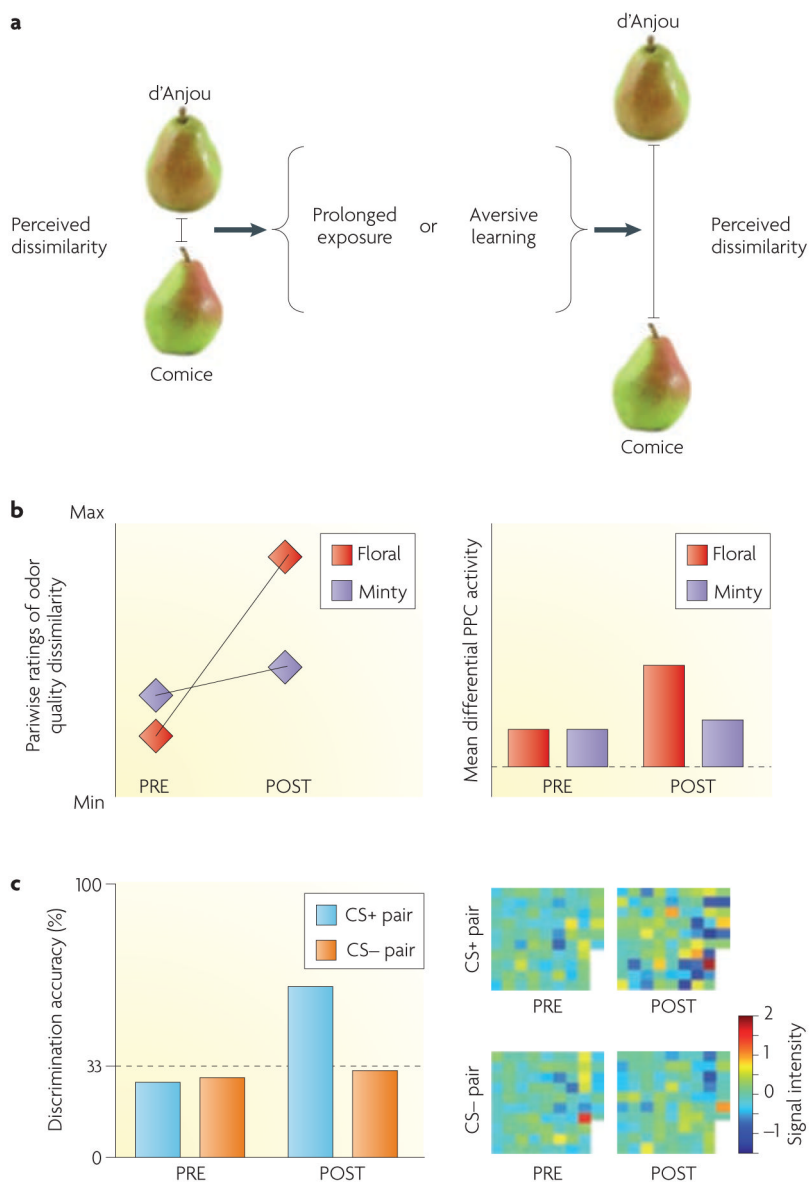 a
d'Anjou
d'Anjou
Perceived
dissimilarity
Prolonged
exposure
or
Aversive
learning
Perceived
dissimilarity
Comice
Comice
b
Max
Pariwise ratings of odor
quality dissimilarity
Floral
Minty
PRE
POST
Min
Mean differential PPC activity
Floral
Minty
PRE
POST
c
100
Discrimination accuracy (%)
CS+ pair
CS– pair
33
0
PRE
POST
CS+ pair
PRE
POST
CS– pair
PRE
POST
2
1
0
–1
Signal intensity